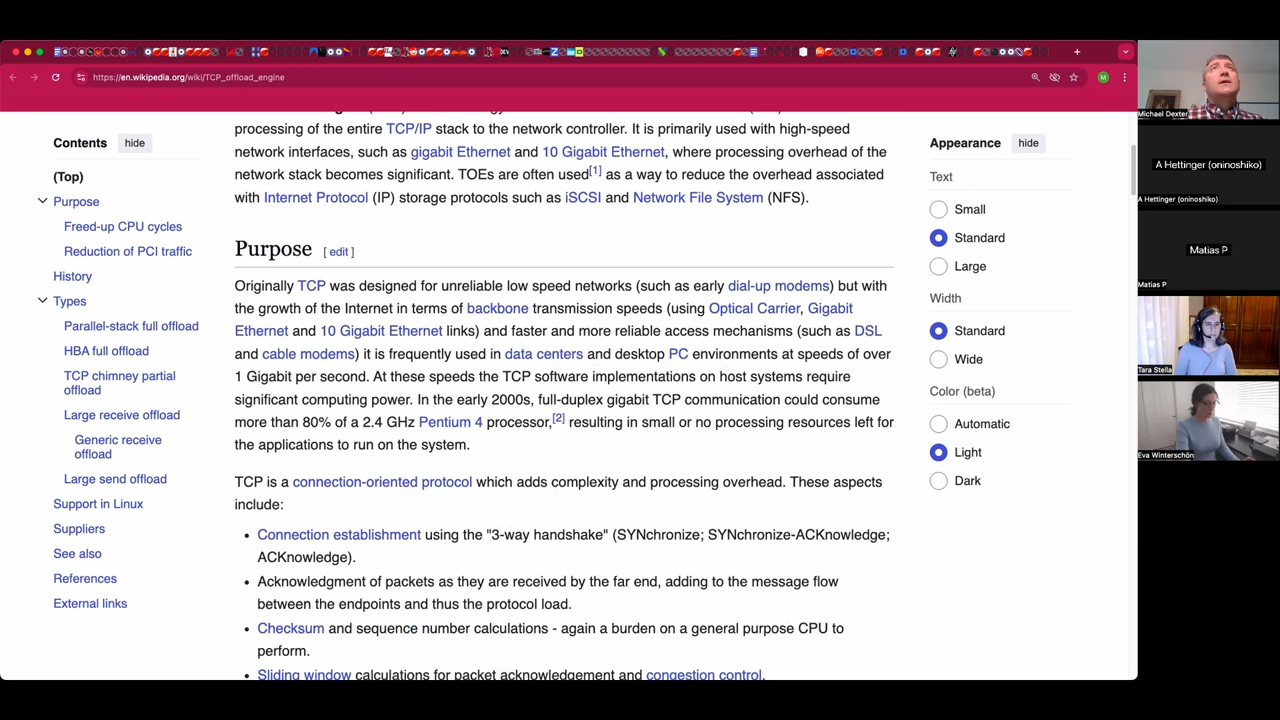 https://en.wikipedia.org/wiki/TCP_offload_engine
M
Contents
hide
(Top)
Purpose
Freed-up CPU cycles
Reduction of PCI traffic
History
Types
Parallel-stack full offload
HBA full offload
TCP chimney partial
offload
Large receive offload
Generic receive
offload
Large send offload
Support in Linux
Suppliers
See also
References
External links
processing of the entire TCP/IP stack to the network controller. It is primarily used with high-speed
network interfaces, such as gigabit Ethernet and 10 Gigabit Ethernet, where processing overhead of the
network stack becomes significant. TOEs are often used[1] as a way to reduce the overhead associated
with Internet Protocol (IP) storage protocols such as iSCSI and Network File System (NFS).
Purpose [ edit ]
Originally TCP was designed for unreliable low speed networks (such as early dial-up modems) but with
the growth of the Internet in terms of backbone transmission speeds (using Optical Carrier, Gigabit
Ethernet and 10 Gigabit Ethernet links) and faster and more reliable access mechanisms (such as DSL
and cable modems) it is frequently used in data centers and desktop PC environments at speeds of over
1 Gigabit per second. At these speeds the TCP software implementations on host systems require
significant computing power. In the early 2000s, full-duplex gigabit TCP communication could consume
more than 80% of a 2.4 GHz Pentium 4 processor,[2] resulting in small or no processing resources left for
the applications to run on the system.
TCP is a connection-oriented protocol which adds complexity and processing overhead. These aspects
include:
• Connection establishment using the "3-way handshake" (SYNchronize; SYNchronize-ACKnowledge;
ACKnowledge).
• Acknowledgment of packets as they are received by the far end, adding to the message flow
between the endpoints and thus the protocol load.
• Checksum and sequence number calculations - again a burden on a general purpose CPU to
perform.
• Sliding window calculations for packet acknowledgement and congestion control.
Appearance
hide
Text
Small
Standard
Large
Width
Standard
Wide
Color (beta)
Automatic
Light
Dark
Michael Dexter
A Hettinger (oninoshiko)
A Hettinger (oninoshiko)
Matias P
Matias P
Tara Stella
Eva Winterschön